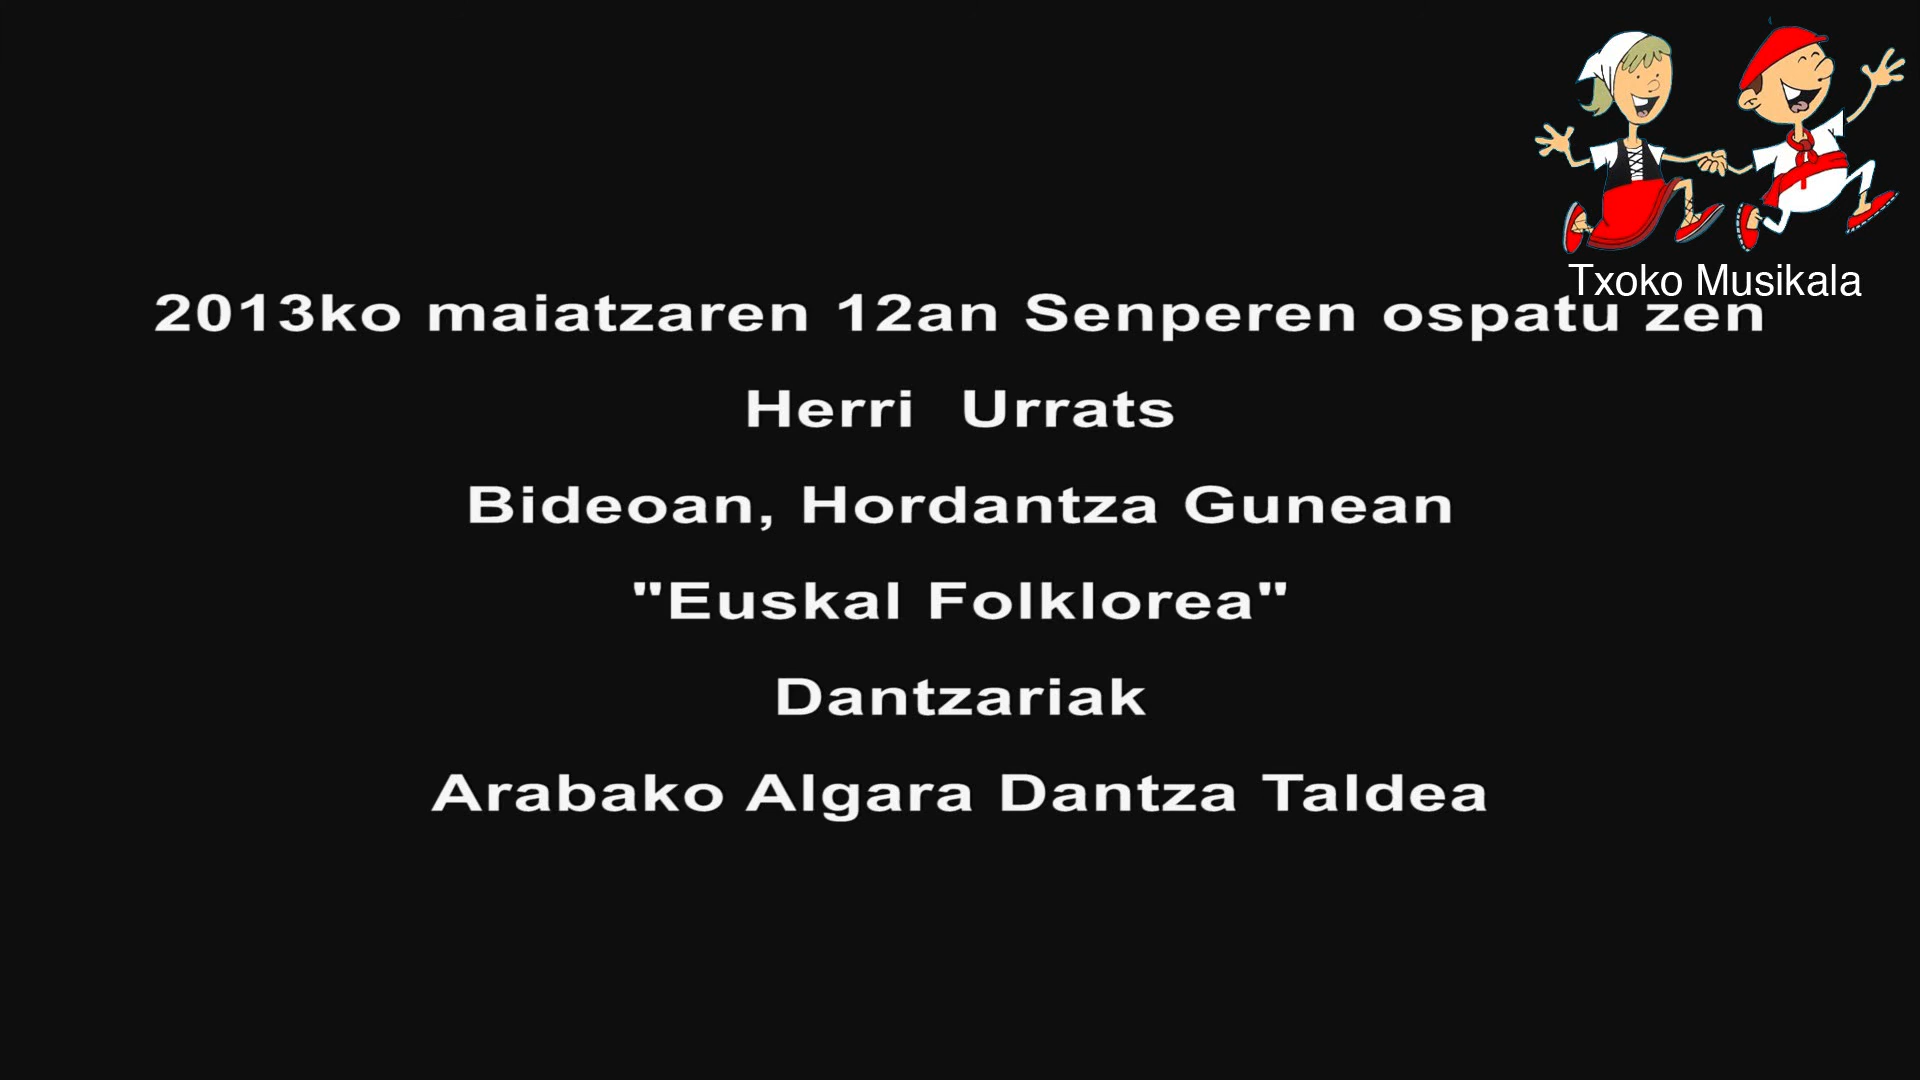 Txoko Musikala
2013ko maiatzaren 12an Senperen ospatu zen
Herri Urrats
Bideoan, Hordantza Gunean
"Euskal Folklorea"
Dantzariak
Arabako Algara Dantza Taldea